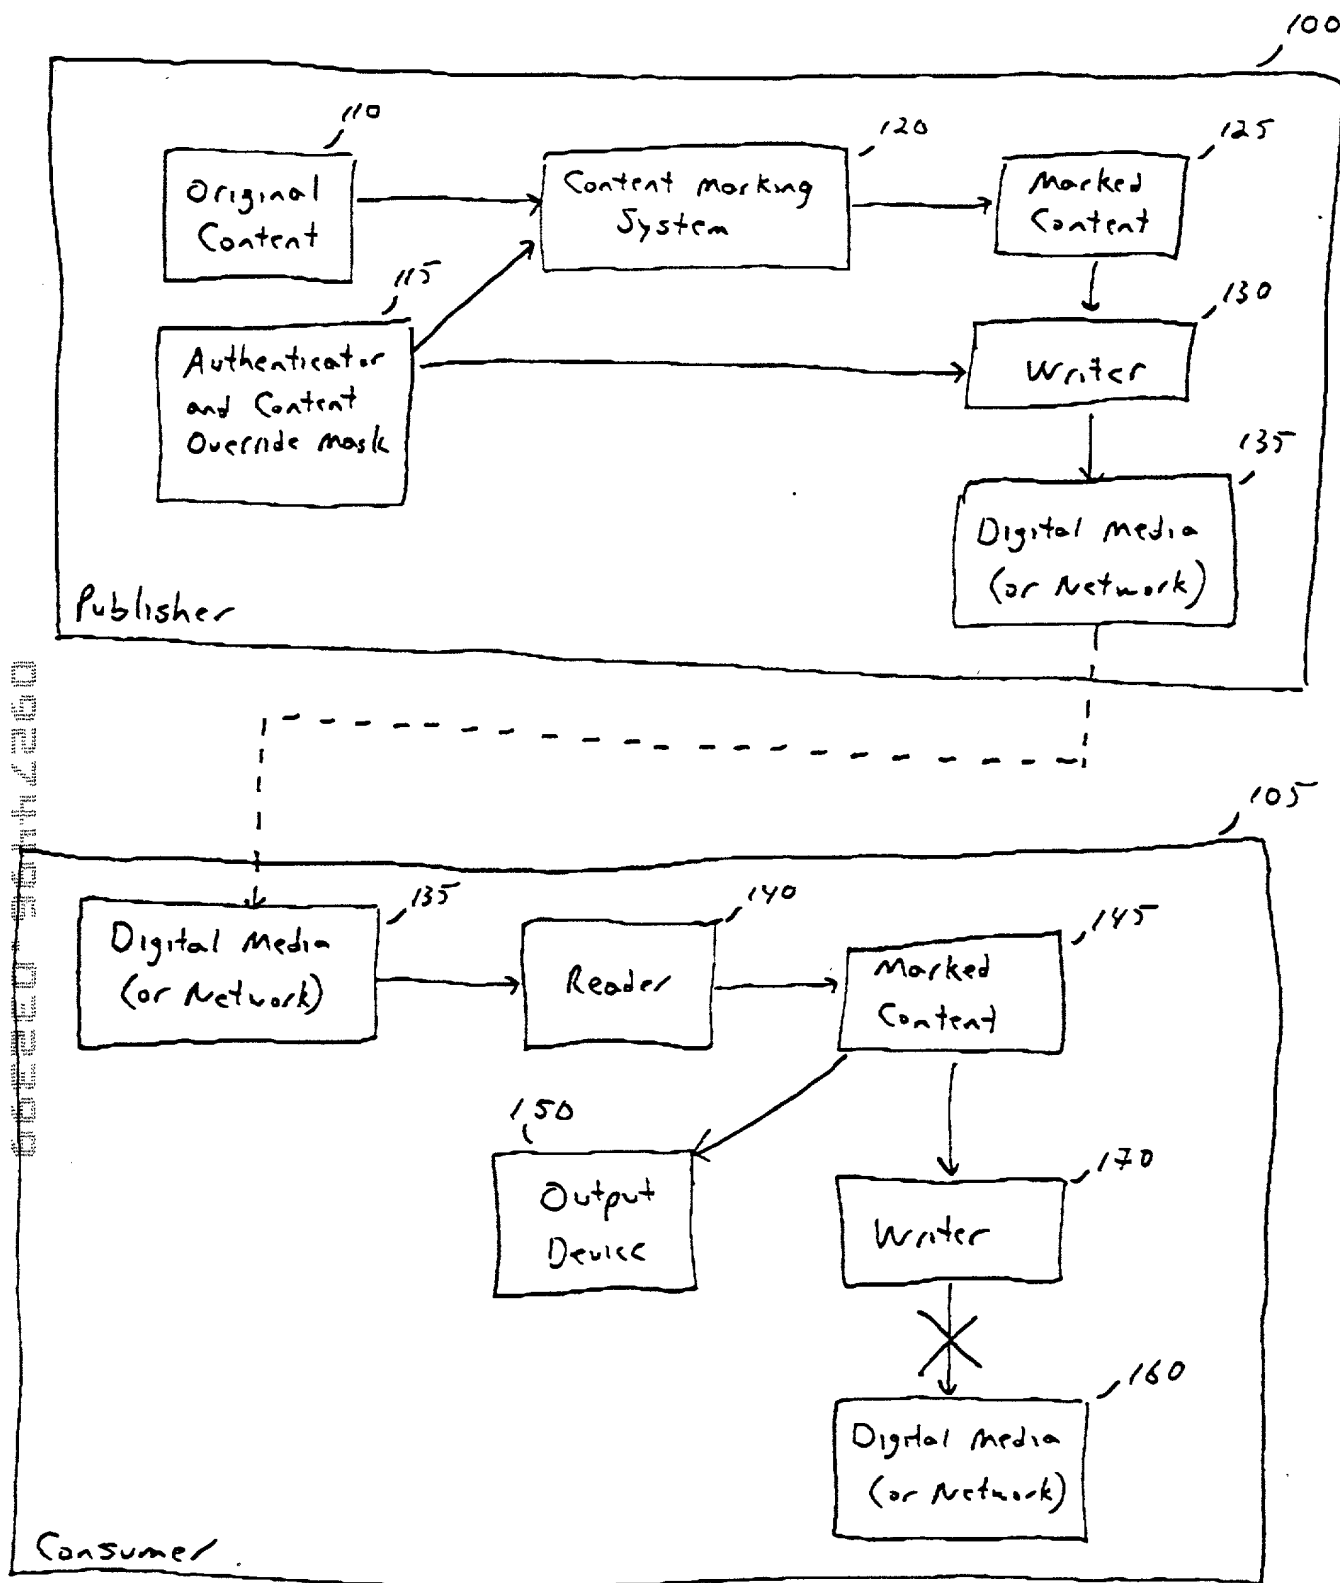 100
110
Original
Content
120
Content Marking
System
125
Marked
Content
115
Authenticator
and Content
Override Mask
130
Writer
135
Digital Media
(or Network)
Publisher
105
135
Digital Media
(or Network)
140
Reader
145
Marked
Content
150
Output
Device
170
Writer
160
Digital Media
(or Network)
Consumer